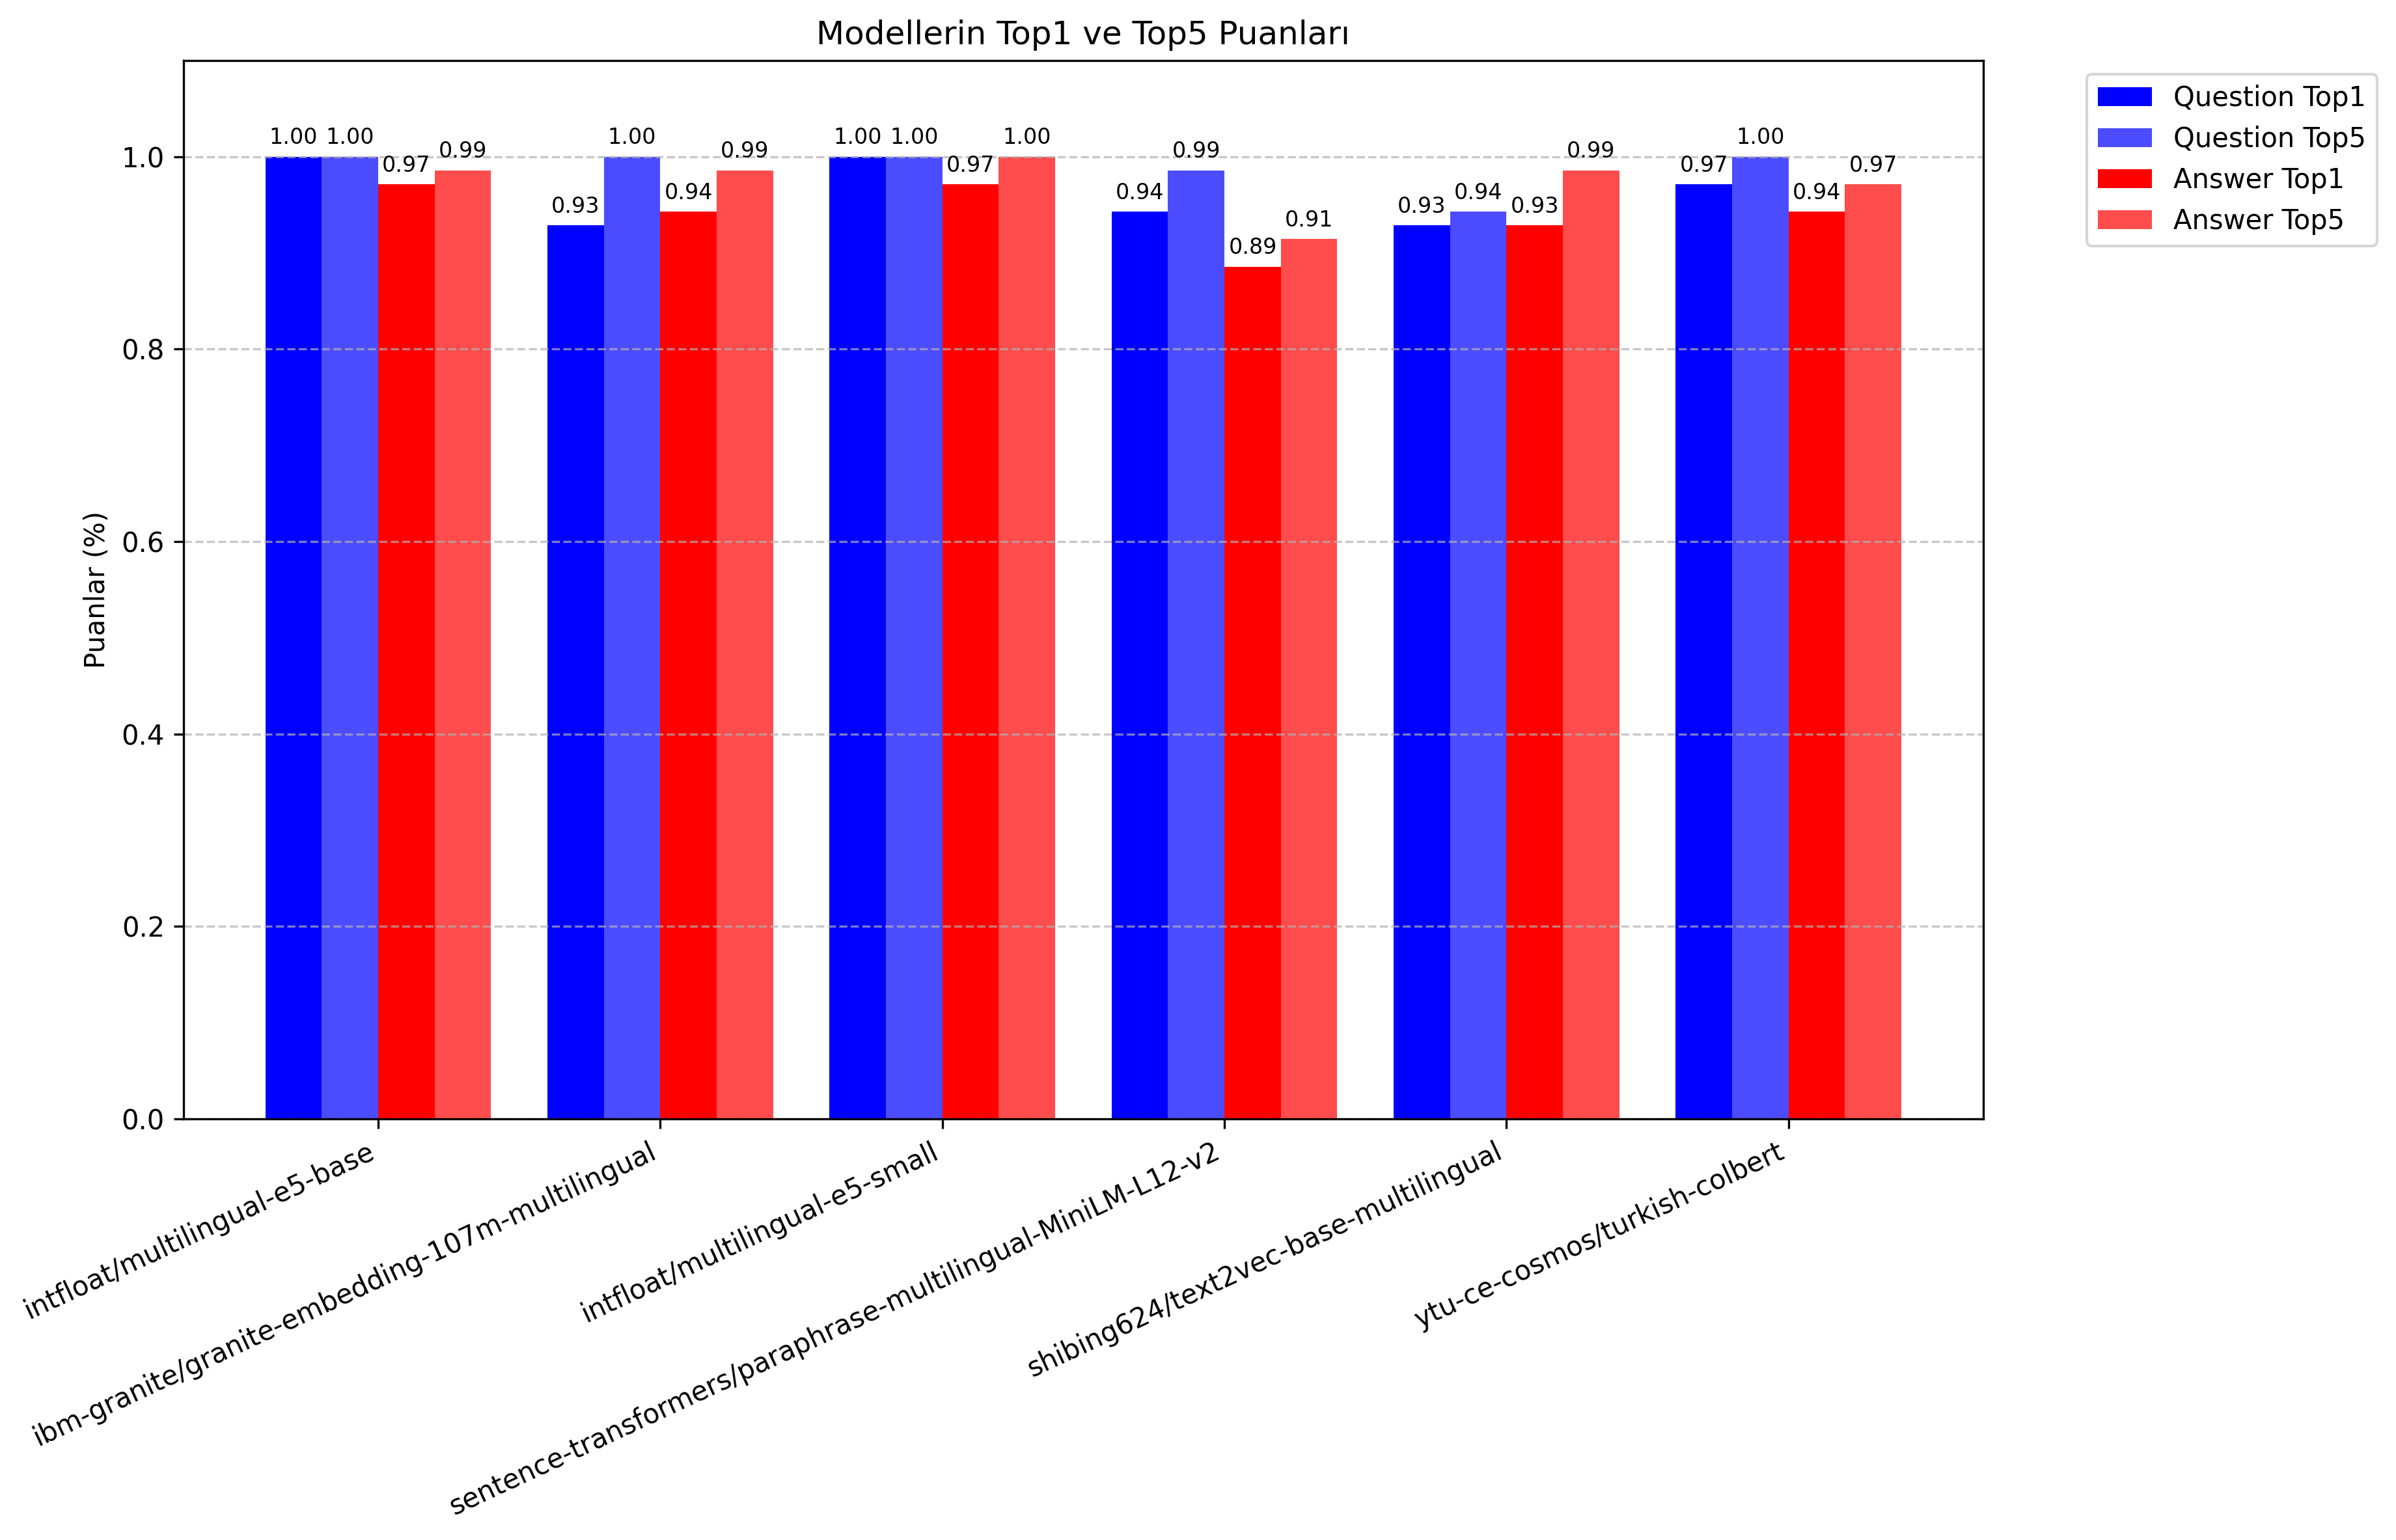 Modellerin Top1 ve Top5 Puanları
Question Top1
Question Top5
Answer Top1
Answer Top5
Puanlar (%)
1.0
0.8
0.6
0.4
0.2
0.0
1.00 1.00 0.97 0.99
0.93 1.00 0.94 0.99
1.00 1.00 0.97 1.00
0.94 0.99 0.89 0.91
0.93 0.94 0.93 0.99
0.97 1.00 0.94 0.97
intfloat/multilingual-e5-base
ibm-granite/granite-embedding-107m-multilingual
intfloat/multilingual-e5-small
sentence-transformers/paraphrase-multilingual-MiniLM-L12-v2
shibing624/text2vec-base-multilingual
ytu-ce-cosmos/turkish-colbert